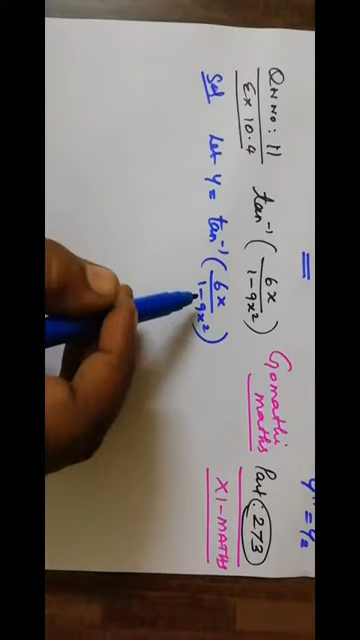 Qn no: 11
Ex 10.4
tan⁻¹ (6x / 1-9x²)
Gomathi
maths
Part: 273
XI-MATHS
Sol
Let y = tan⁻¹ (6x / 1-9x²)